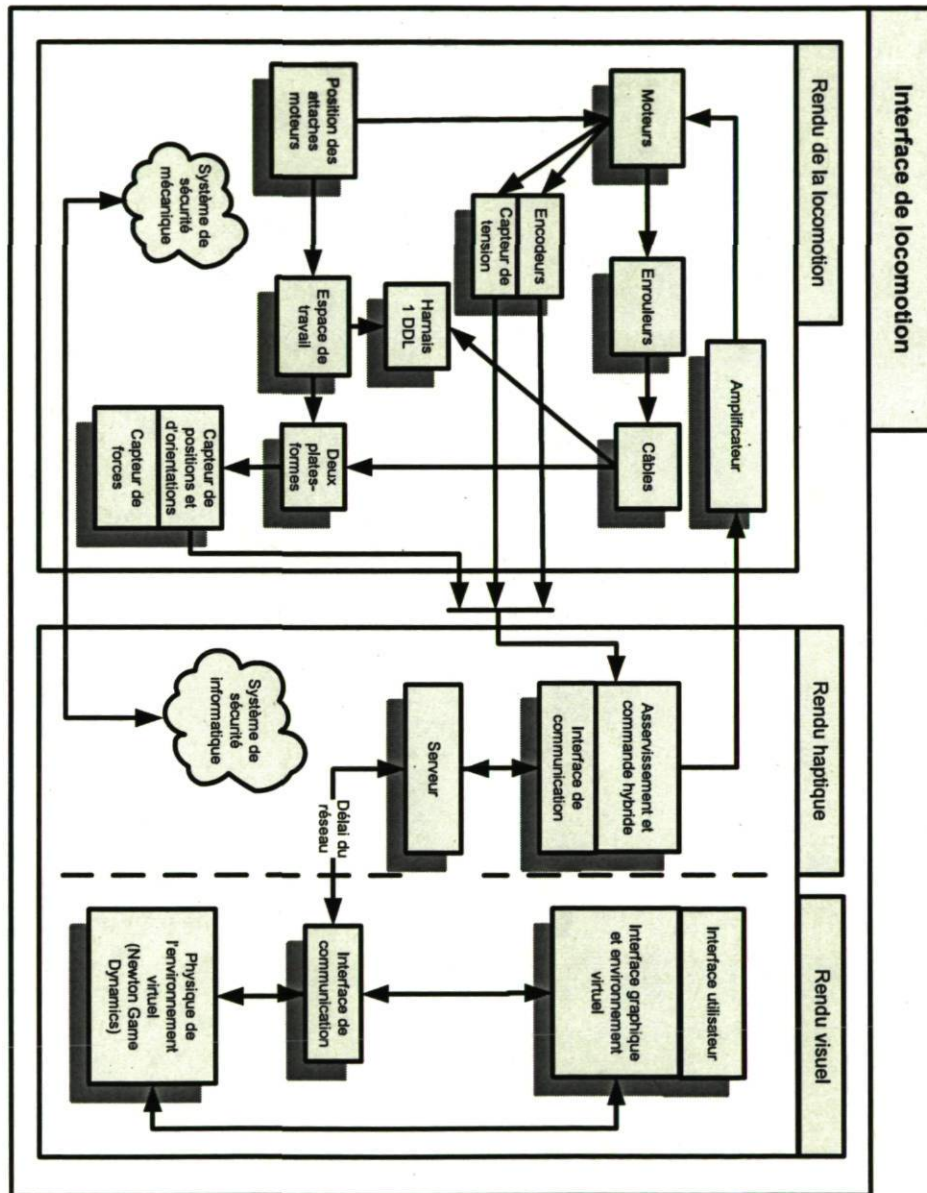 Interface de locomotion
Rendu de la locomotion
Amplificateur
Moteurs
Enrouleurs
Câbles
Encodeurs
Capteur de
tension
Harnais
1 DDL
Position des
attaches
moteurs
Espace de
travail
Deux
plates-
formes
Capteur de
positions et
d'orientations
Capteur de
forces
Système de
sécurité
mécanique
Rendu haptique
Asservissement et
commande hybride
Interface de
communication
Serveur
Délai du
réseau
Système de
sécurité
informatique
Rendu visuel
Interface utilisateur
Interface graphique
et environnement
virtuel
Interface de
communication
Physique de
l'environnement
virtuel
(Newton Game
Dynamics)